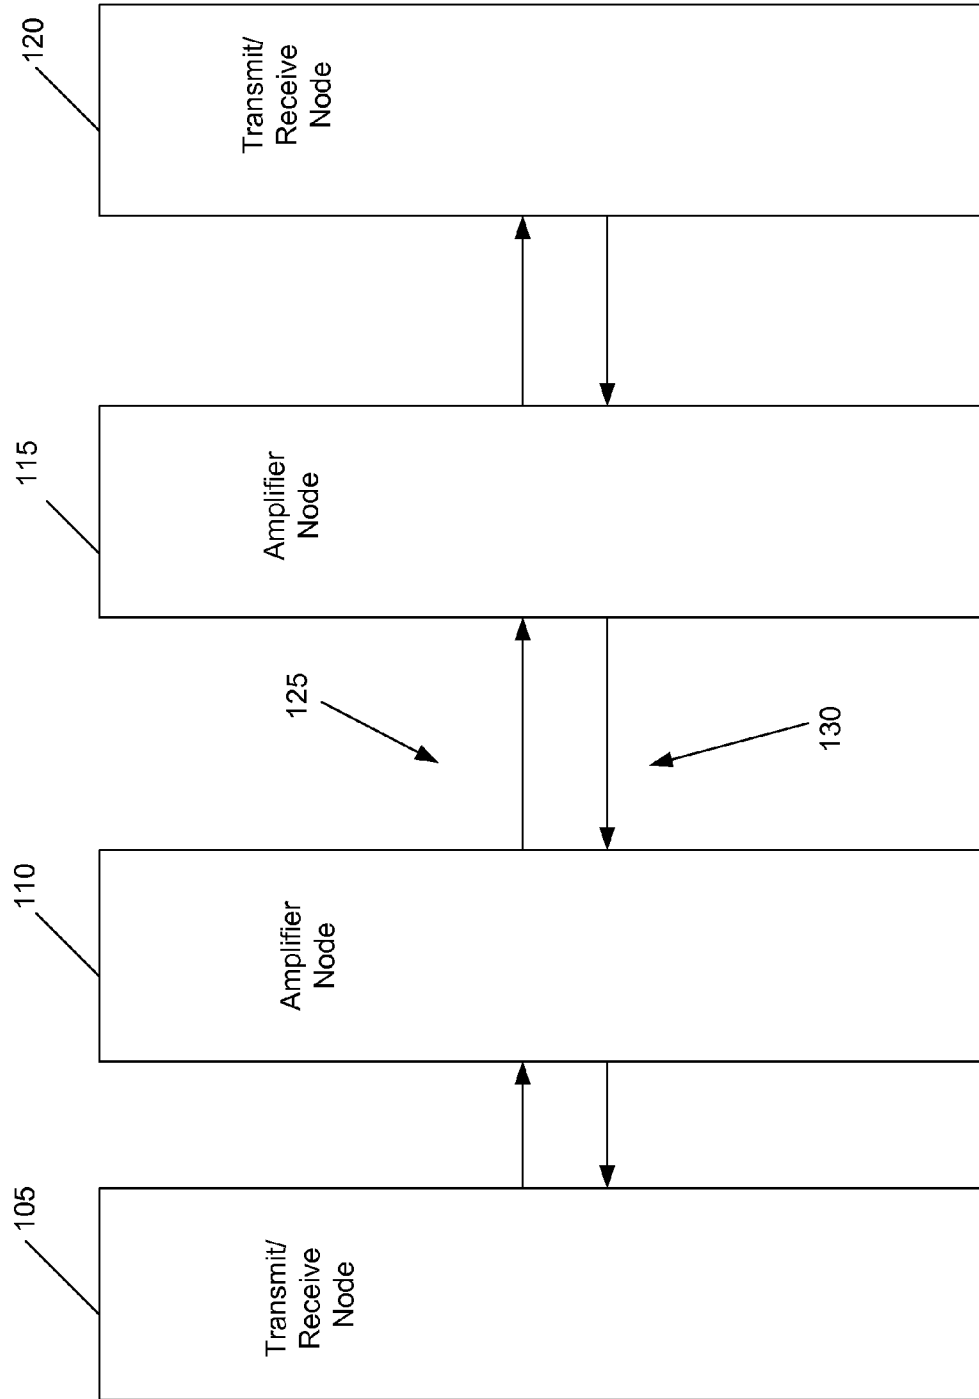 105
110
115
120
Transmit/
Receive
Node
Amplifier
Node
Amplifier
Node
Transmit/
Receive
Node
125
130